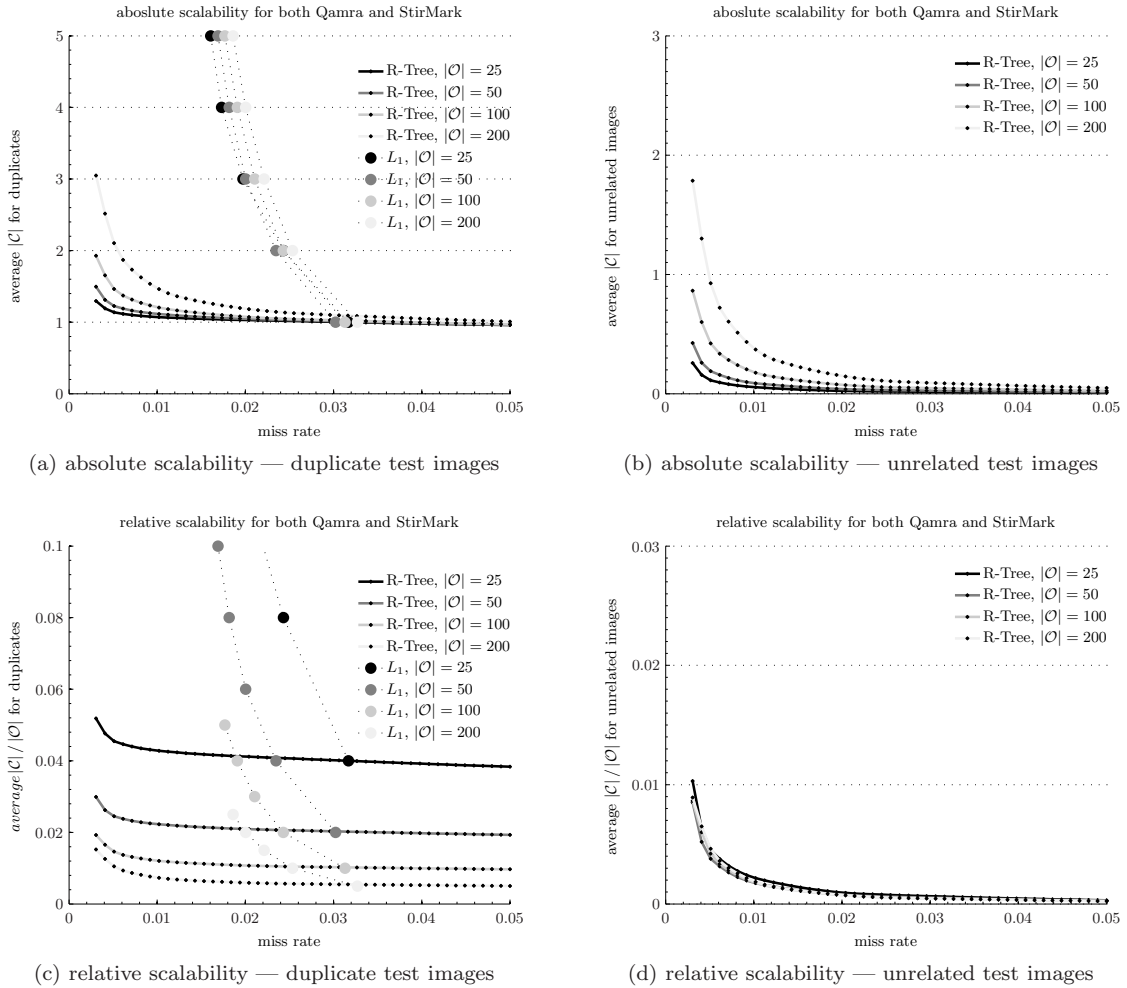 absolute scalability for both Qamra and StirMark
average |𝒞| for duplicates
5
4
3
2
1
0
0 0.01 0.02 0.03 0.04 0.05
miss rate
R-Tree, |𝒪| = 25
R-Tree, |𝒪| = 50
R-Tree, |𝒪| = 100
R-Tree, |𝒪| = 200
L₁, |𝒪| = 25
L₁, |𝒪| = 50
L₁, |𝒪| = 100
L₁, |𝒪| = 200
(a) absolute scalability — duplicate test images
absolute scalability for both Qamra and StirMark
average |𝒞| for unrelated images
3
2
1
0
0 0.01 0.02 0.03 0.04 0.05
miss rate
R-Tree, |𝒪| = 25
R-Tree, |𝒪| = 50
R-Tree, |𝒪| = 100
R-Tree, |𝒪| = 200
(b) absolute scalability — unrelated test images
relative scalability for both Qamra and StirMark
average|𝒞| / |𝒪| for duplicates
0.1
0.08
0.06
0.04
0.02
0
0 0.01 0.02 0.03 0.04 0.05
miss rate
R-Tree, |𝒪| = 25
R-Tree, |𝒪| = 50
R-Tree, |𝒪| = 100
R-Tree, |𝒪| = 200
L₁, |𝒪| = 25
L₁, |𝒪| = 50
L₁, |𝒪| = 100
L₁, |𝒪| = 200
(c) relative scalability — duplicate test images
relative scalability for both Qamra and StirMark
average |𝒞| / |𝒪| for unrelated images
0.03
0.02
0.01
0
0 0.01 0.02 0.03 0.04 0.05
miss rate
R-Tree, |𝒪| = 25
R-Tree, |𝒪| = 50
R-Tree, |𝒪| = 100
R-Tree, |𝒪| = 200
(d) relative scalability — unrelated test images